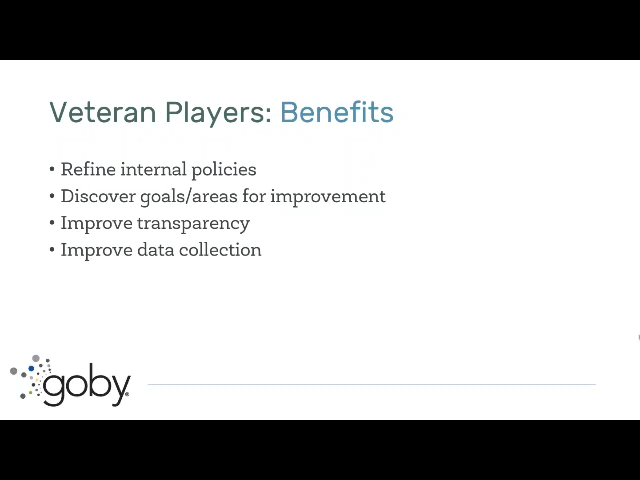 Veteran Players: Benefits
• Refine internal policies
• Discover goals/areas for improvement
• Improve transparency
• Improve data collection
goby